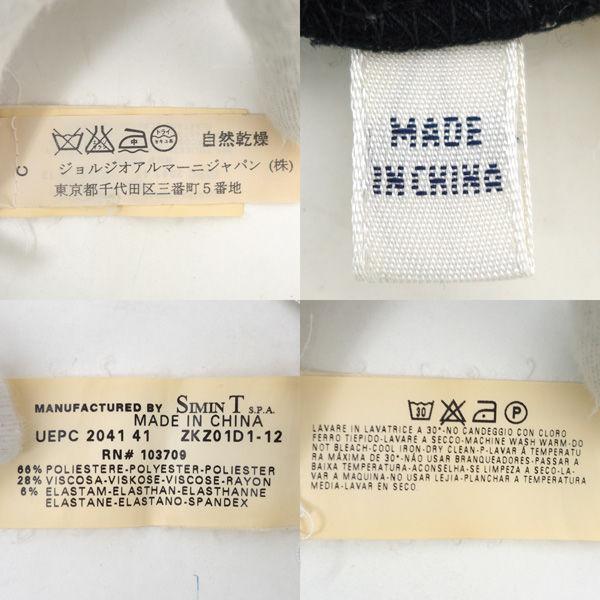 自然乾燥
C
ジョルジオアルマーニジャパン (株)
東京都千代田区三番町5番地
MADE
IN CHINA
MANUFACTURED BY SIMINT S.P.A.
MADE IN CHINA
UEPC 2041 41 ZKZ01D1-12
RN# 103709
66% POLIESTERE-POLYESTER-POLIESTER
28% VISCOSA-VISKOSE-VISCOSE-RAYON
6% ELASTAM-ELASTHAN-ELASTHANNE
ELASTANE-ELASTANO-SPANDEX
30 P
LAVARE IN LAVATRICE A 30°-NO CANDEGGIO CON CLORO
FERRO TIEPIDO-LAVARE A SECCO-MACHINE WASH WARM-DO
NOT BLEACH-COOL IRON-DRY CLEAN-P-LAVAR À TEMPERATU
RA MÁXIMA DE 30°-NÃO USAR BRANQUEADORES-PASSAR A
BAIXA TEMPERATURA-ACONSELHA-SE LIMPEZA A SECO-LA-
VAR A MAQUINA-NO USAR LEJIA-PLANCHAR A TEMPERATURA
MEDIA-LAVAR EN SECO